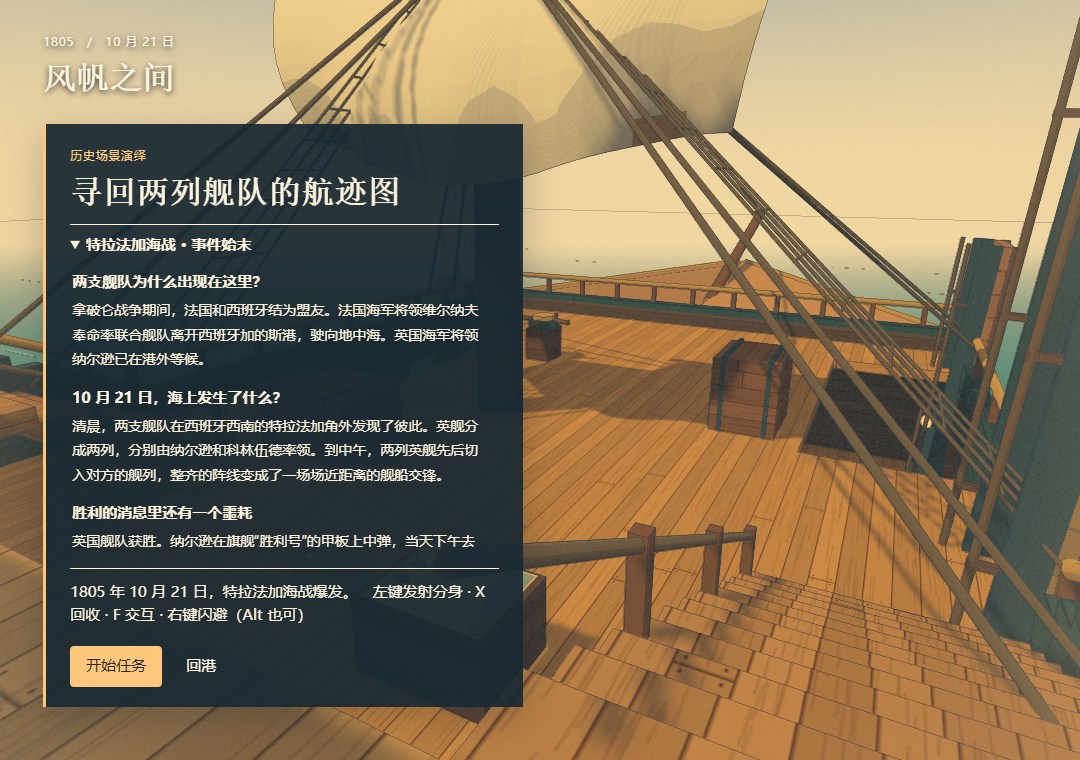 1805 / 10 月 21 日
风帆之间
历史场景演绎
寻回两列舰队的航迹图
▼ 特拉法加海战 • 事件始末
两支舰队为什么出现在这里?
拿破仑战争期间，法国和西班牙结为盟友。法国海军将领维尔纳夫
奉命率联合舰队离开西班牙加的斯港，驶向地中海。英国海军将领
纳尔逊已在港外等候。
10 月 21 日，海上发生了什么?
清晨，两支舰队在西班牙西南的特拉法加角外发现了彼此。英舰分
成两列，分别由纳尔逊和科林伍德率领。到中午，两列英舰先后切
入对方的舰列，整齐的阵线变成了一场场近距离的舰船交锋。
胜利的消息里还有一个噩耗
英国舰队获胜。纳尔逊在旗舰“胜利号”的甲板上中弹，当天下午去
1805 年 10 月 21 日，特拉法加海战爆发。 左键发射分身 · X
回收 · F 交互 · 右键闪避（Alt 也可）
开始任务 回港